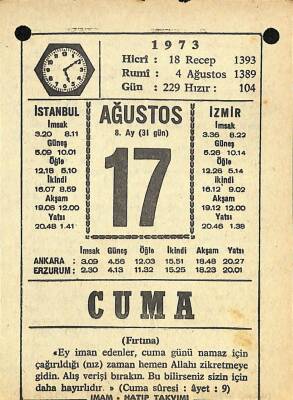 1973
Hicrî : 18 Recep 1393
Rumî : 4 Ağustos 1389
Gün : 229 Hızır : 104
İSTANBUL
İmsak
3.20 8.11
Güneş
5.09 10.01
Öğle
12.18 5.10
İkindi
16.07 8.59
Akşam
19.06 12.00
Yatsı
20.48 1.41
AĞUSTOS
8. Ay (31 gün)
17
İZMİR
İmsak
3.36 8.22
Güneş
5.28 10.14
Öğle
12.26 5.14
İkindi
16.12 9.02
Akşam
19.12 12.00
Yatsı
20.46 1.38
İmsak Güneş Öğle İkindi Akşam Yatsı
ANKARA : 3.09 4.56 12.03 15.51 18.48 20.27
ERZURUM : 2.30 4.13 11.32 15.25 18.23 20.01
CUMA
(Fırtına)
«Ey iman edenler, cuma günü namaz için
çağırıldığı (nız) zaman hemen Allahı zikretmeye
gidin. Alış verişi bırakın. Bu bilirseniz sizin için
daha hayırlıdır. » (Cuma sûresi : âyet : 9)
İMAM - HATİP TAKVİMİ